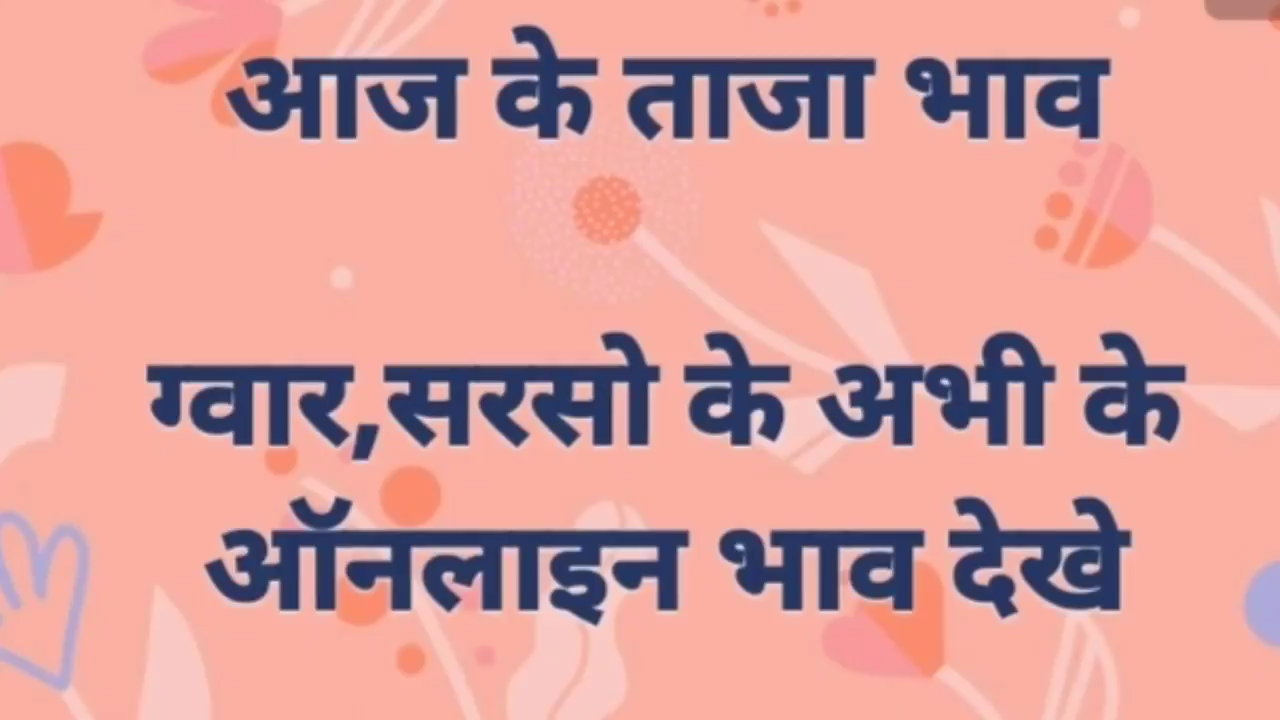 आज के ताजा भाव
ग्वार,सरसो के अभी के
ऑनलाइन भाव देखे